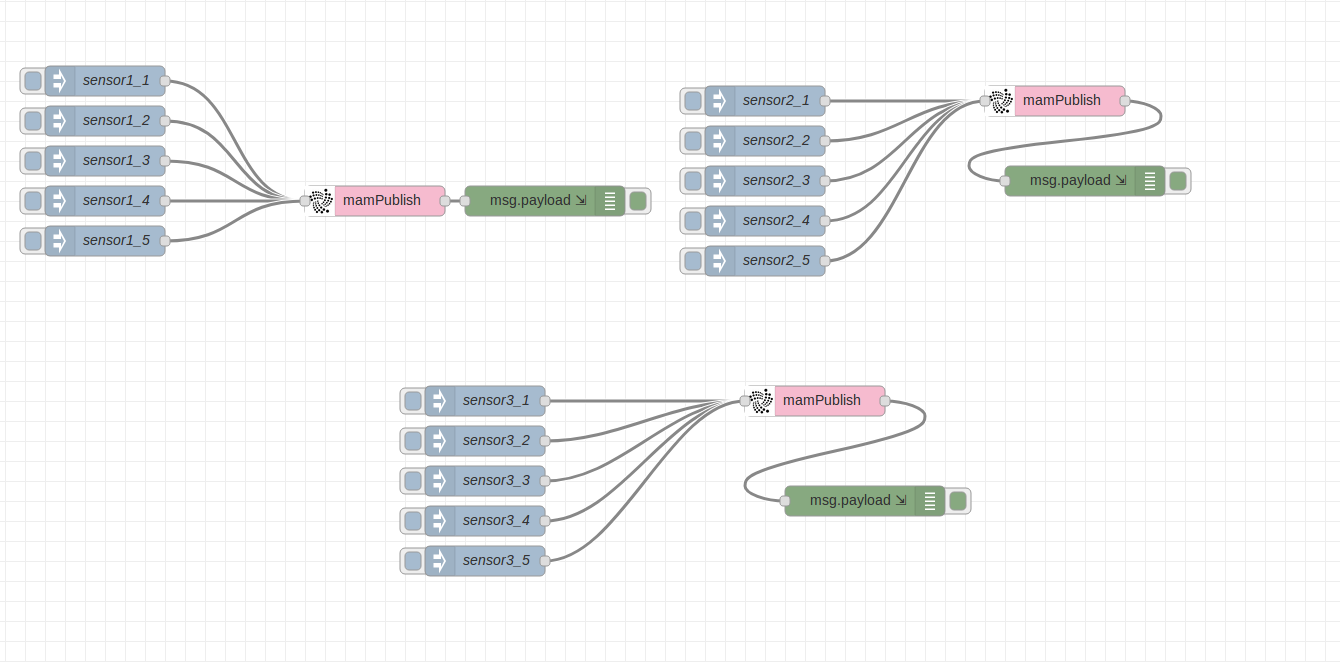 sensor1_1
sensor1_2
sensor1_3
sensor1_4
sensor1_5
mamPublish
msg.payload
sensor2_1
sensor2_2
sensor2_3
sensor2_4
sensor2_5
mamPublish
msg.payload
sensor3_1
sensor3_2
sensor3_3
sensor3_4
sensor3_5
mamPublish
msg.payload